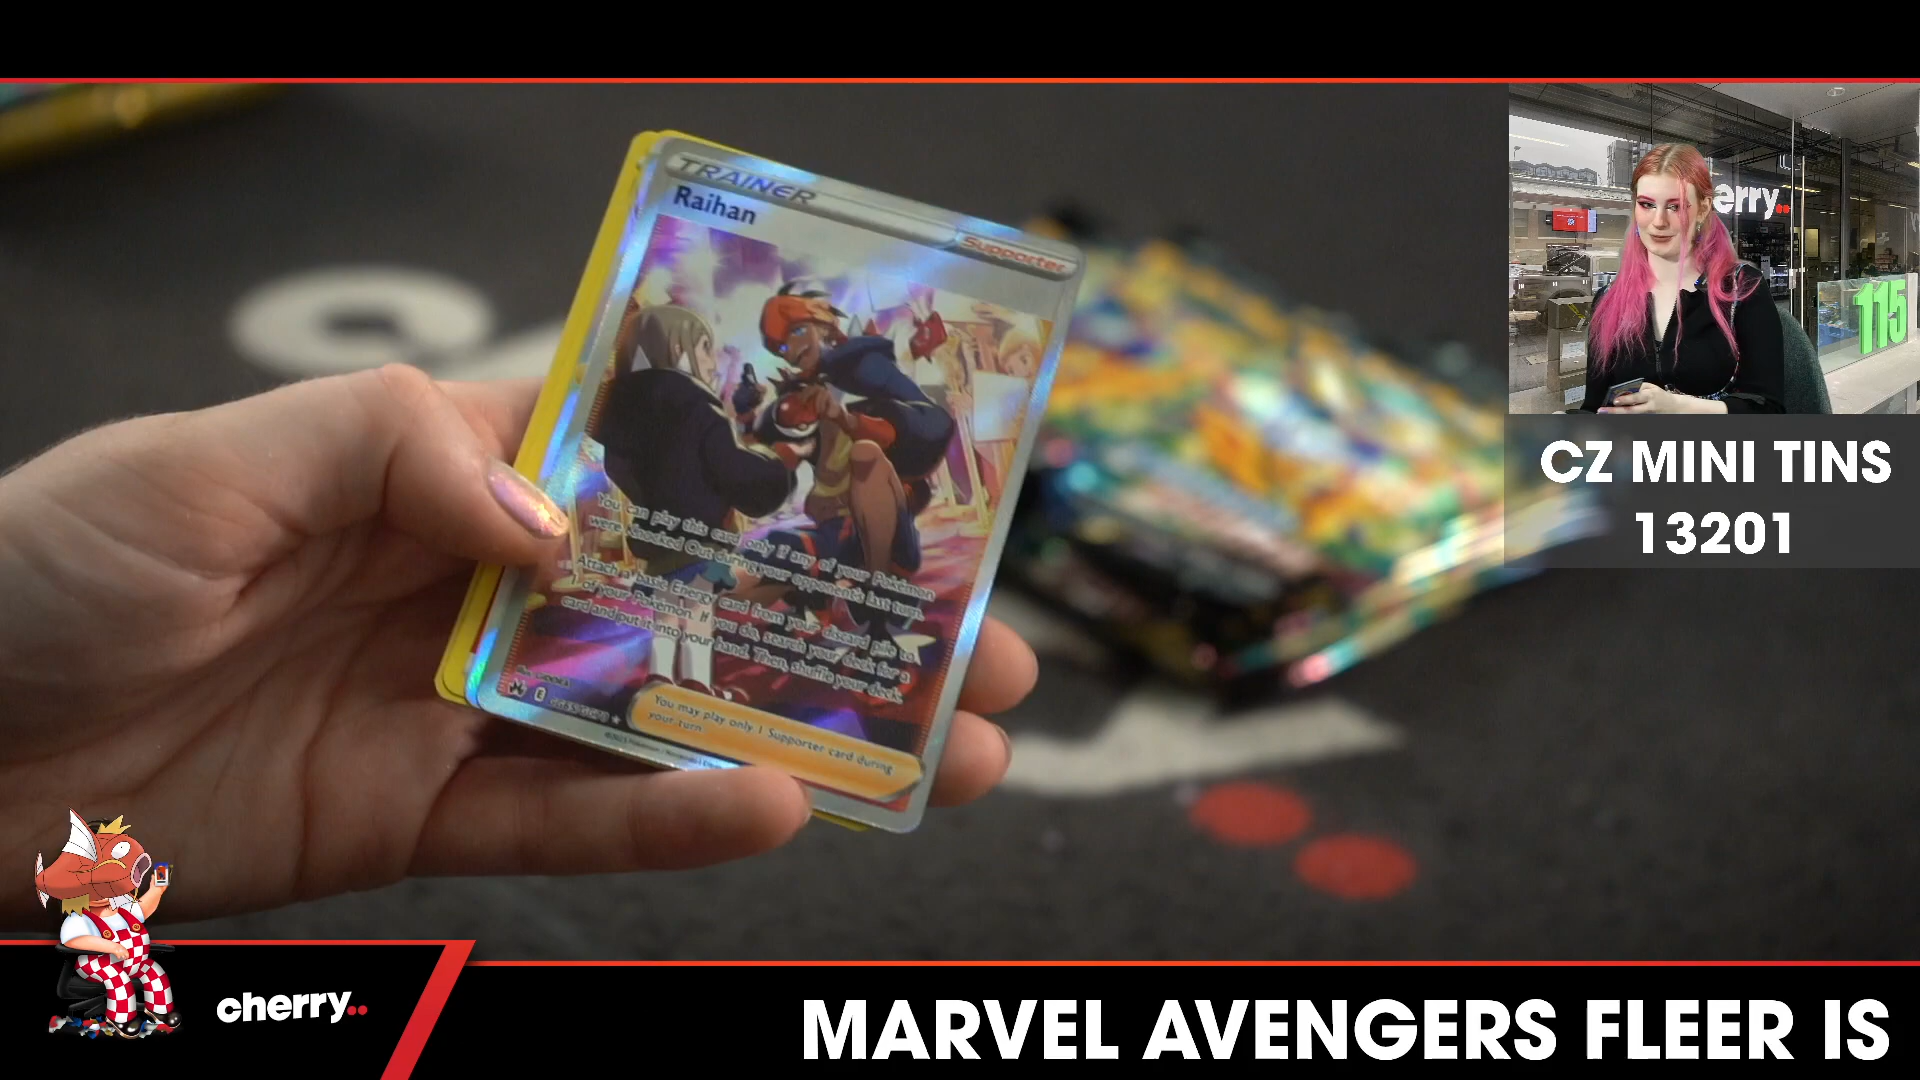 TRAINER
Raihan
Supporter
You can play this card only if any of your Pokémon
were Knocked Out during your opponent's last turn.
Attach a basic Energy card from your discard pile to
of your Pokémon. If you do, search your deck for a
card and put it into your hand. Then, shuffle your deck.
E
You may play only 1 Supporter card during
your turn.
erry..
115
CZ MINI TINS
13201
cherry..
MARVEL AVENGERS FLEER IS